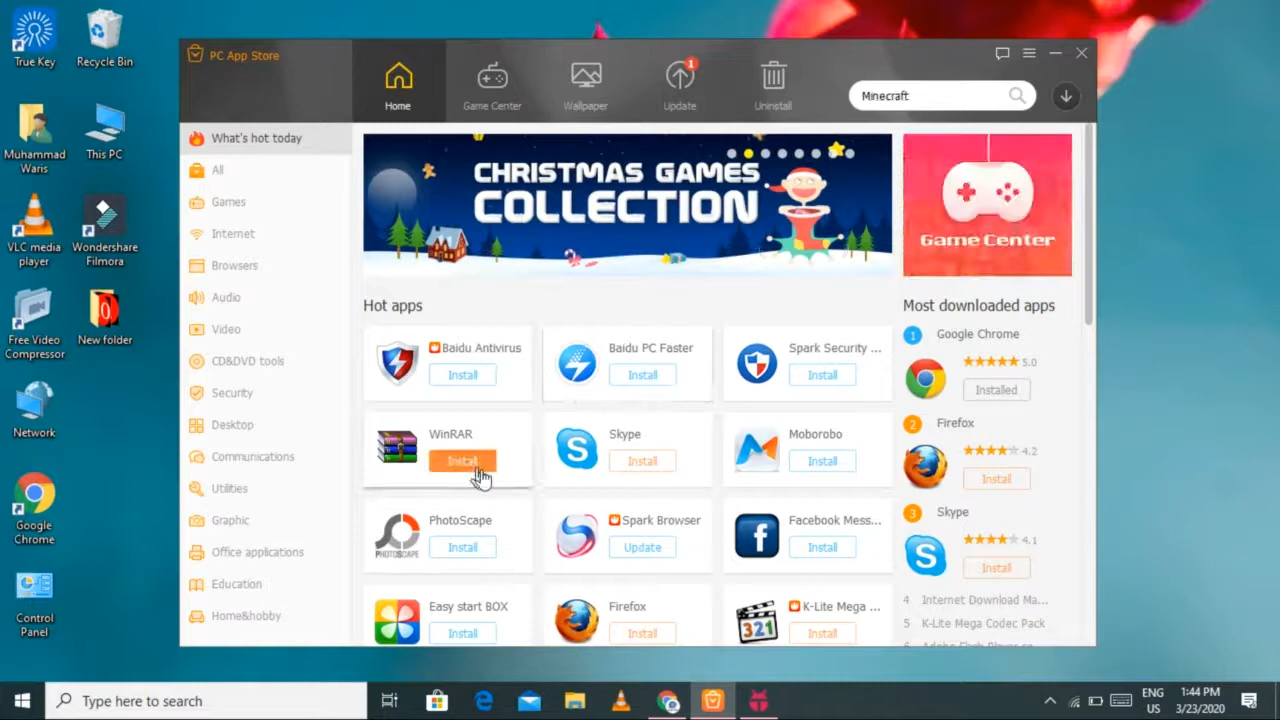 True Key
Recycle Bin
Muhammad
Waris
This PC
VLC media
player
Wondershare
Filmora
Free Video
Compressor
New folder
Network
Google
Chrome
Control
Panel
PC App Store
Home
Game Center
Wallpaper
1
Update
Uninstall
Minecraft
What's hot today
All
Games
Internet
Browsers
Audio
Video
CD&DVD tools
Security
Desktop
Communications
Utilities
Graphic
Office applications
Education
Home&hobby
CHRISTMAS GAMES
COLLECTION
Game Center
Hot apps
Baidu Antivirus
Install
Baidu PC Faster
Install
Spark Security ...
Install
WinRAR
Install
Skype
Install
Moborobo
Install
PHOTOSCAPE
PhotoScape
Install
Spark Browser
Update
Facebook Mess...
Install
Easy start BOX
Install
Firefox
Install
321
K-Lite Mega ...
Install
Most downloaded apps
1 Google Chrome
5.0
Installed
2 Firefox
4.2
Install
3 Skype
4.1
Install
4 Internet Download Ma...
5 K-Lite Mega Codec Pack
Type here to search
ENG
US
1:44 PM
3/23/2020